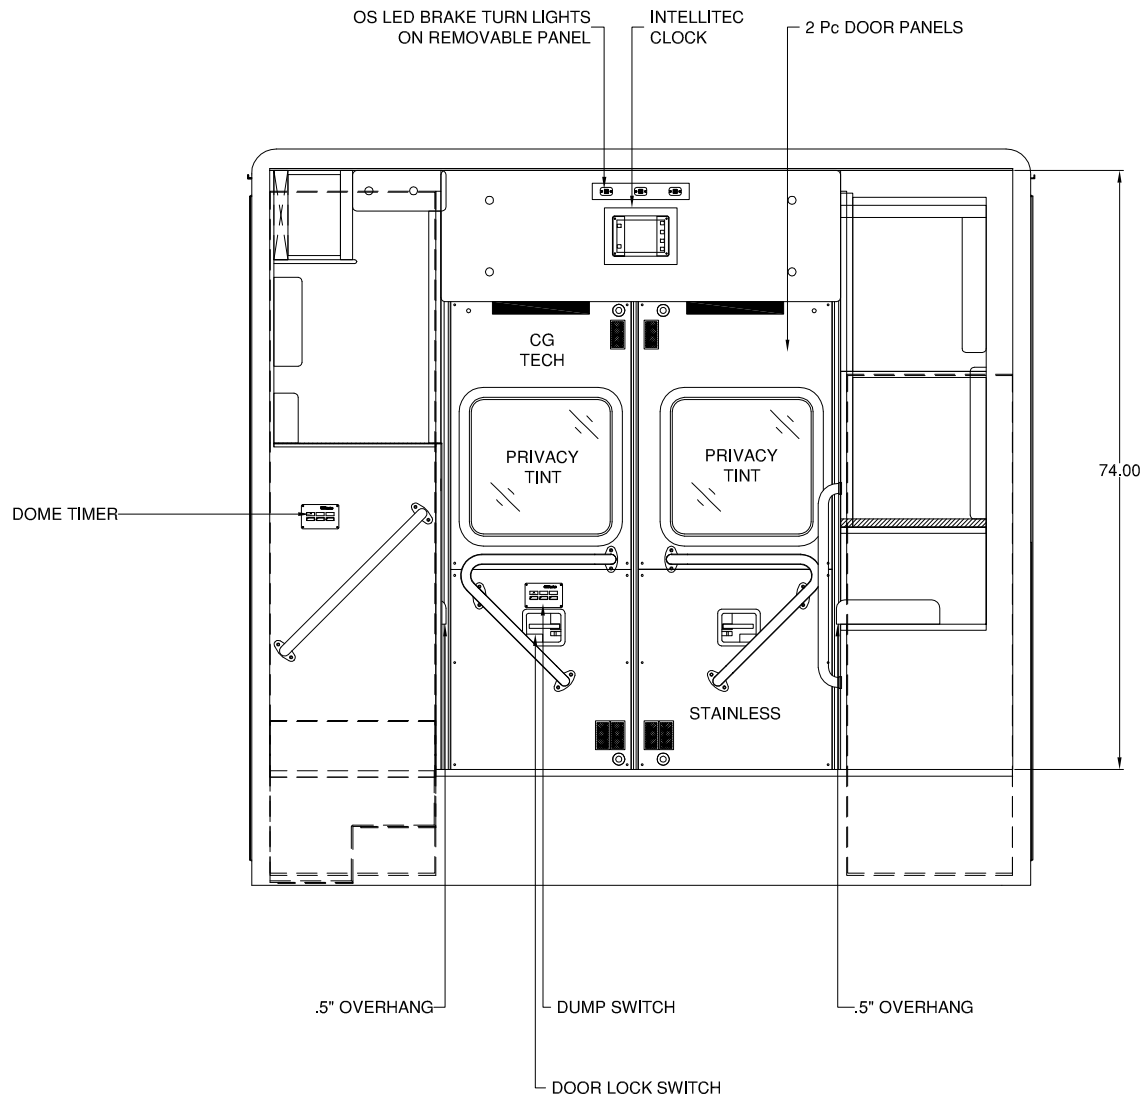 OS LED BRAKE TURN LIGHTS
ON REMOVABLE PANEL
INTELLITEC
CLOCK
2 Pc DOOR PANELS
CG
TECH
PRIVACY
TINT
PRIVACY
TINT
74.00
DOME TIMER
STAINLESS
.5" OVERHANG
DUMP SWITCH
.5" OVERHANG
DOOR LOCK SWITCH